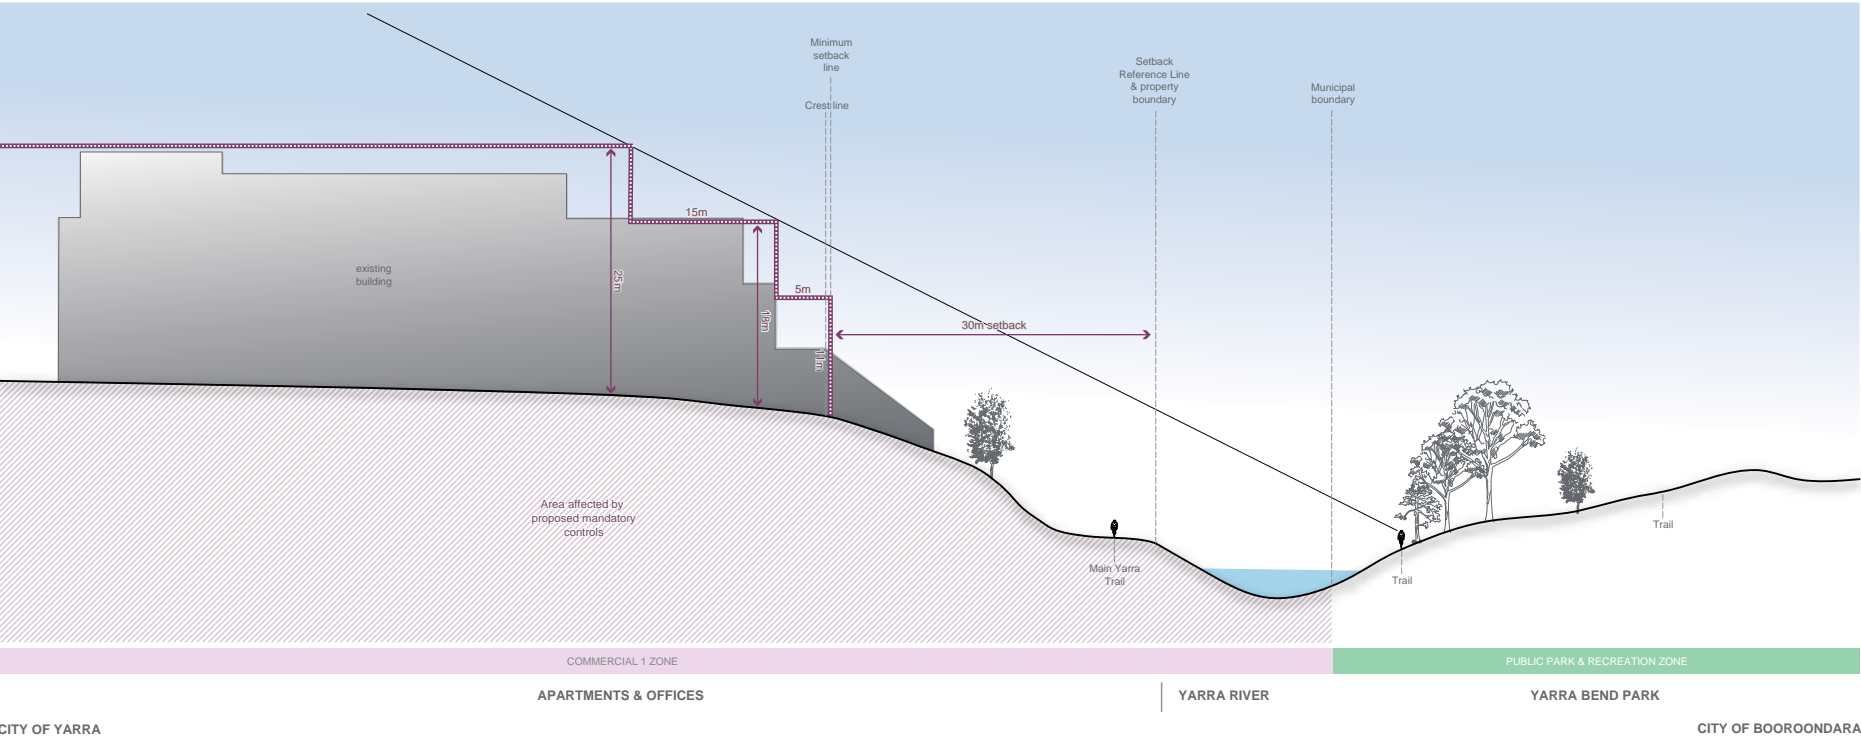 Minimum
setback
line
Crest line
Setback
Reference Line
& property
boundary
Municipal
boundary
15m
25m
existing
building
5m
18m
11m
30m setback
Area affected by
proposed mandatory
controls
Main Yarra
Trail
Trail
Trail
COMMERCIAL 1 ZONE
PUBLIC PARK & RECREATION ZONE
APARTMENTS & OFFICES
YARRA RIVER
YARRA BEND PARK
CITY OF YARRA
CITY OF BOOROONDARA